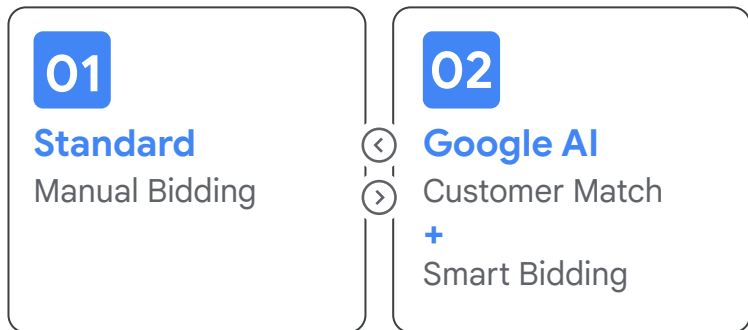 01
Standard
Manual Bidding
02
Google AI
Customer Match
+
Smart Bidding